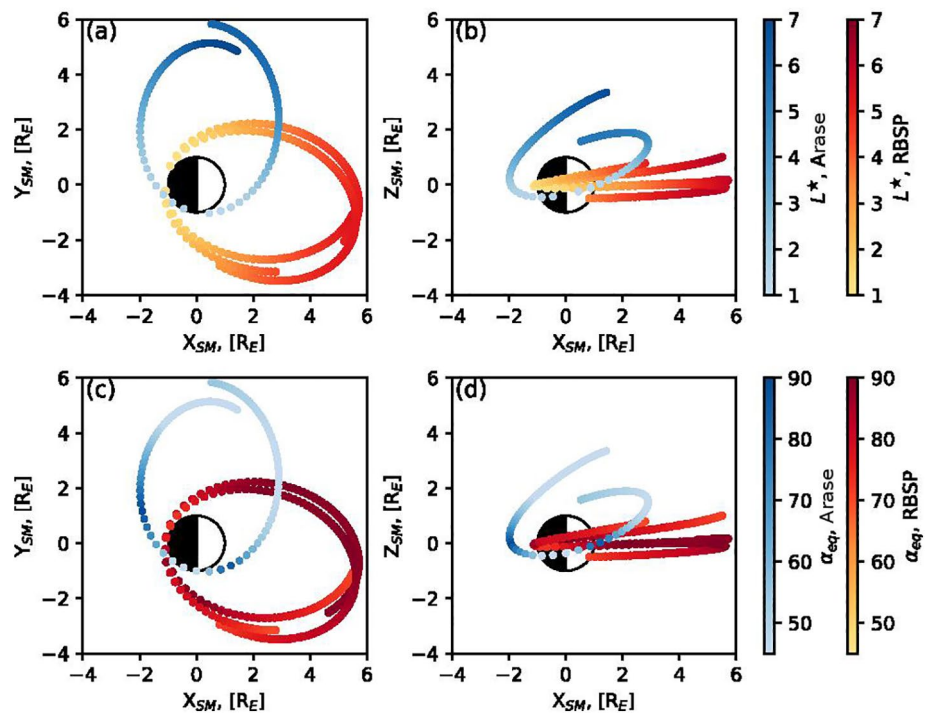 (a)
6
4
2
0
−2
−4
Y_SM, [R_E]
−4 −2 0 2 4 6
X_SM, [R_E]
(b)
6
4
2
0
−2
−4
Z_SM, [R_E]
−4 −2 0 2 4 6
X_SM, [R_E]
7
6
5
4
3
2
1
L★, Arase
7
6
5
4
3
2
1
L★, RBSP
(c)
6
4
2
0
−2
−4
Y_SM, [R_E]
−4 −2 0 2 4 6
X_SM, [R_E]
(d)
6
4
2
0
−2
−4
Z_SM, [R_E]
−4 −2 0 2 4 6
X_SM, [R_E]
90
80
70
60
50
α_eq, Arase
90
80
70
60
50
α_eq, RBSP